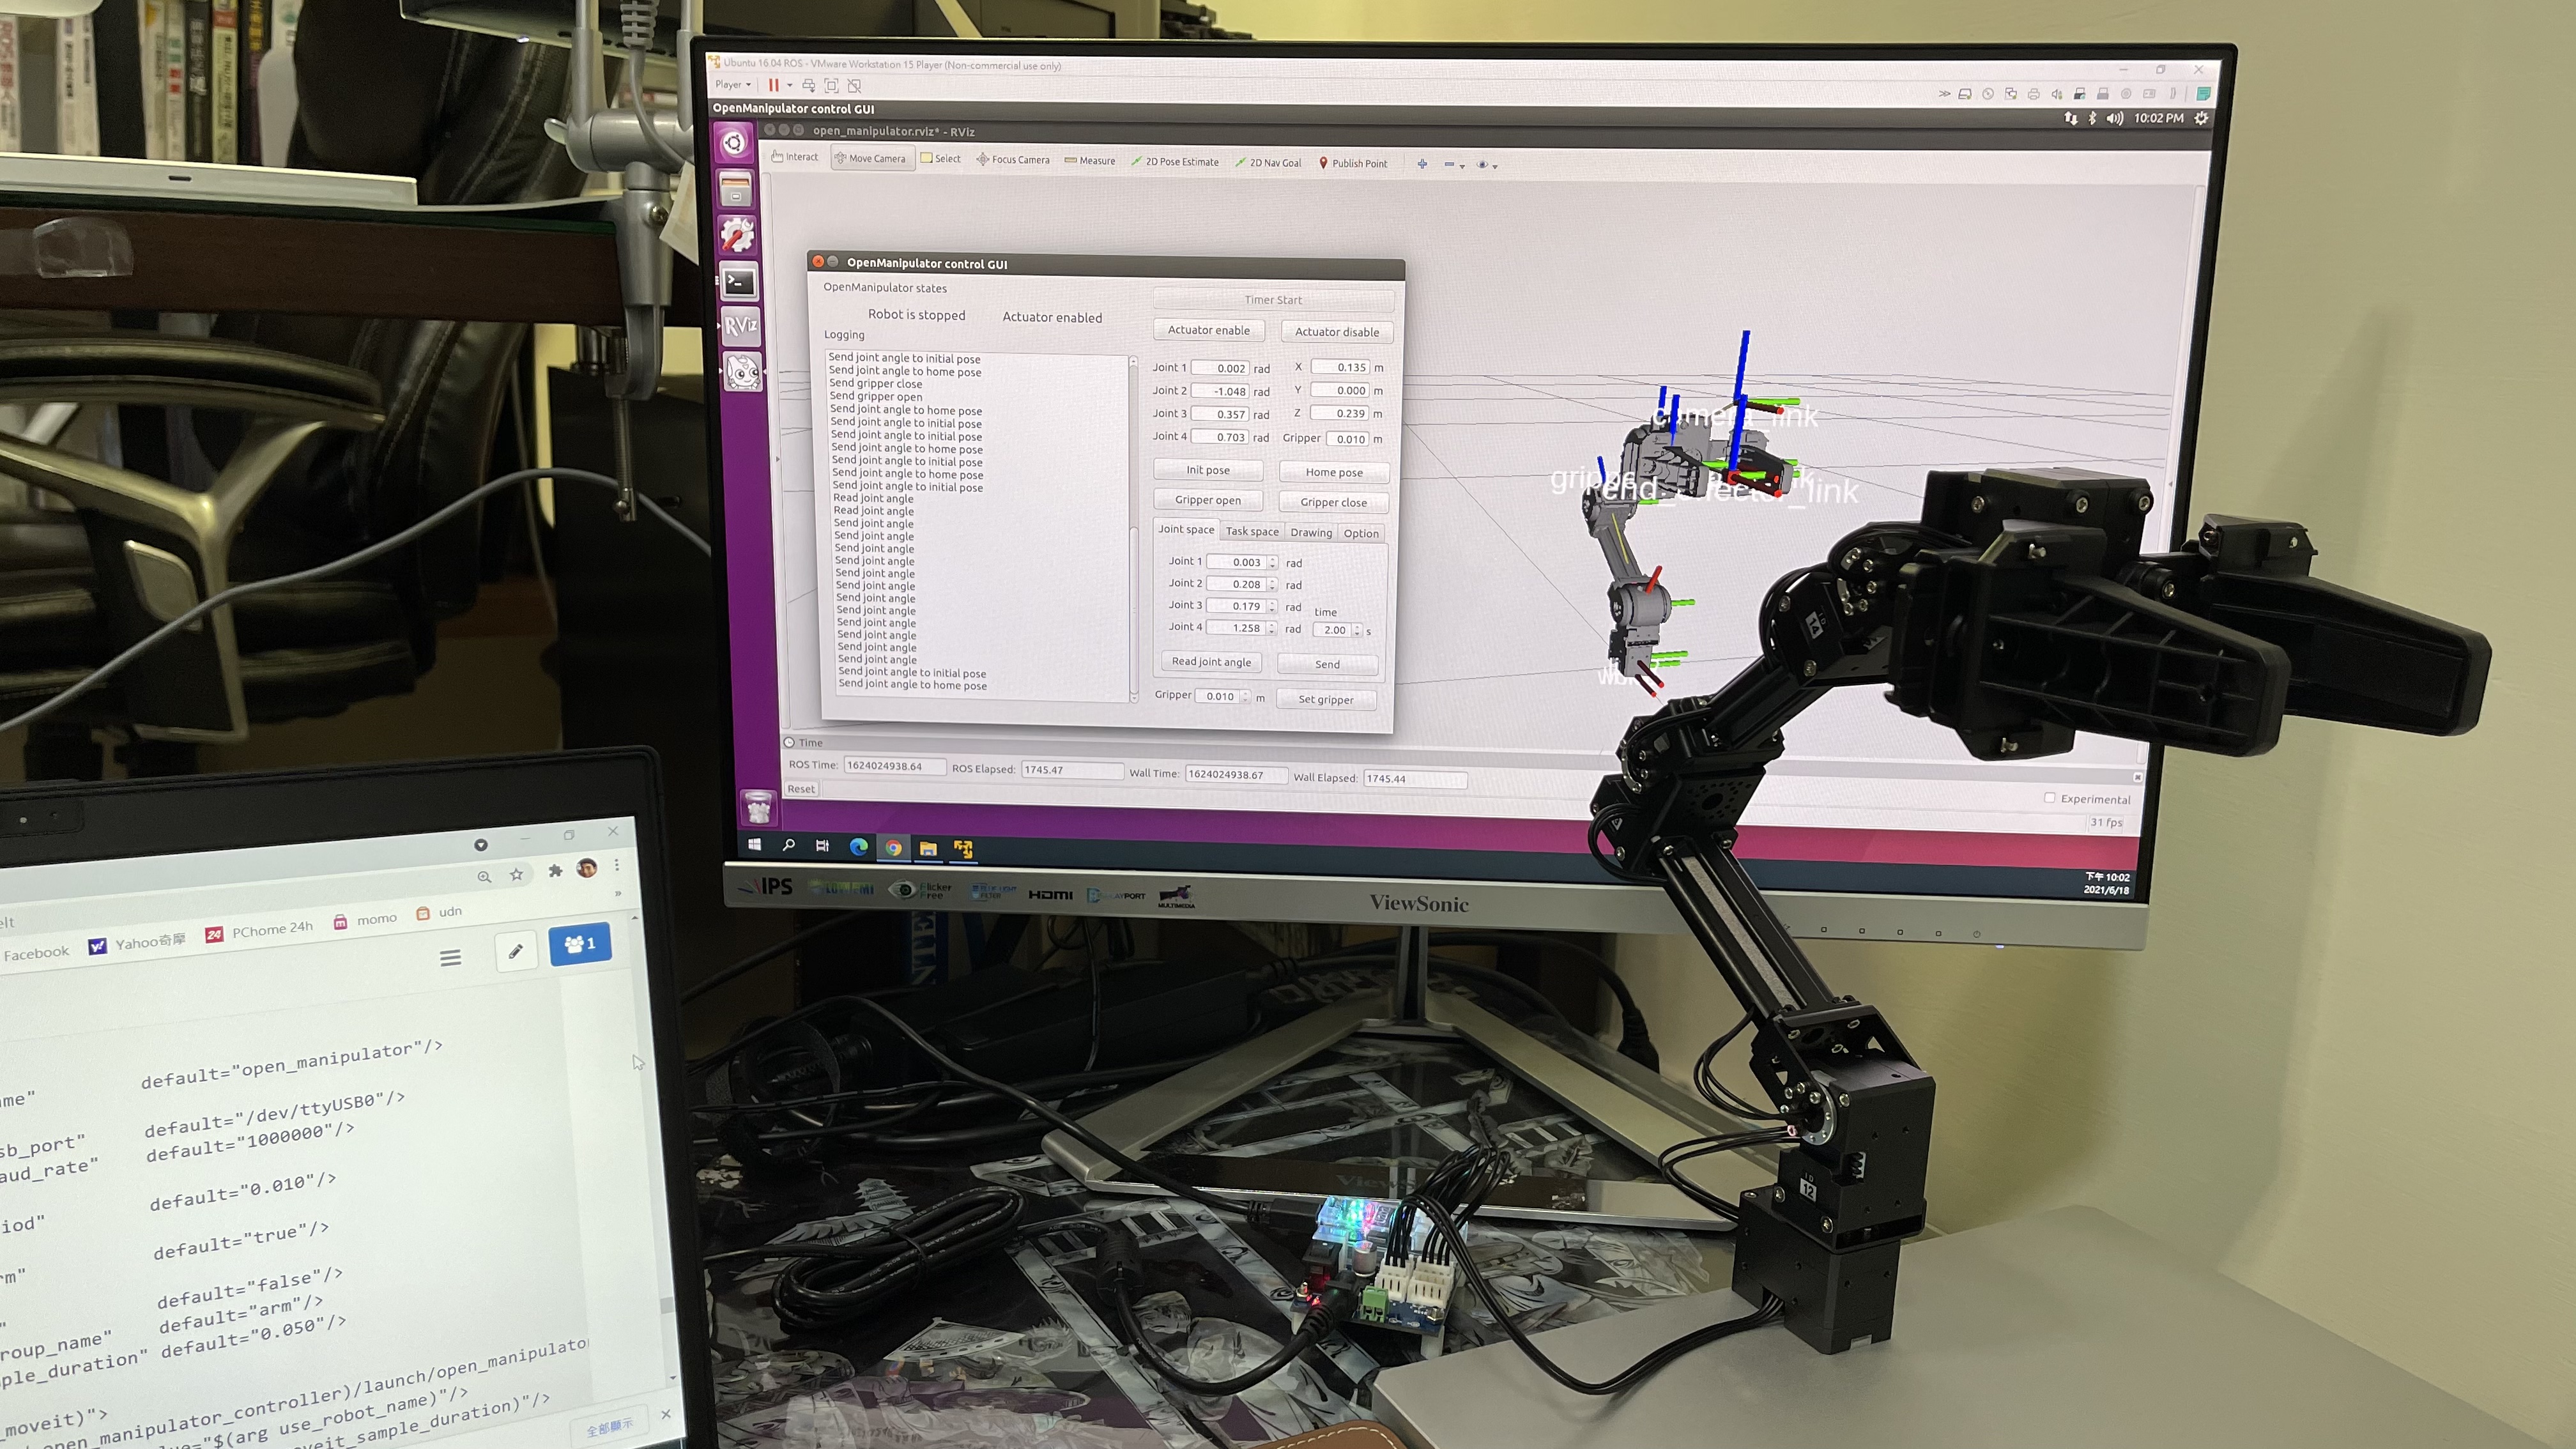 Ubuntu 16.04 ROS - VMware Workstation 15 Player (Non-commercial use only)
Player
OpenManipulator control GUI
10:02 PM
open_manipulator.rviz* - RViz
Interact
Move Camera
Select
Focus Camera
Measure
2D Pose Estimate
2D Nav Goal
Publish Point
RViz
OpenManipulator control GUI
OpenManipulator states
Robot is stopped
Actuator enabled
Logging
Send joint angle to initial pose
Send joint angle to home pose
Send gripper close
Send gripper open
Send joint angle to home pose
Send joint angle to initial pose
Send joint angle to initial pose
Send joint angle to home pose
Send joint angle to initial pose
Send joint angle to home pose
Send joint angle to initial pose
Read joint angle
Read joint angle
Send joint angle
Send joint angle
Send joint angle
Send joint angle
Send joint angle
Send joint angle
Send joint angle
Send joint angle
Send joint angle
Send joint angle
Send joint angle
Send joint angle
Send joint angle to initial pose
Send joint angle to home pose
Timer Start
Actuator enable
Actuator disable
Joint 1 0.002 rad X 0.135 m
Joint 2 -1.048 rad Y 0.000 m
Joint 3 0.357 rad Z 0.239 m
Joint 4 0.703 rad Gripper 0.010 m
Init pose
Home pose
Gripper open
Gripper close
Joint space
Task space
Drawing
Option
Joint 1 0.003 rad
Joint 2 0.208 rad
Joint 3 0.179 rad time
Joint 4 1.258 rad 2.00 s
Read joint angle
Send
Gripper 0.010 m
Set gripper
Time
ROS Time: 1624024938.64 ROS Elapsed: 1745.47 Wall Time: 1624024938.67 Wall Elapsed: 1745.44
Reset
Experimental
31 fps
下午 10:02
2021/6/18
IPS
Flicker
Free
HDMI
MULTIMEDIA
ViewSonic
14
12
Facebook
Yahoo奇摩
24
PChome 24h
momo
udn
1
default="open_manipulator"/>
ame"
default="/dev/ttyUSB0"/>
sb_port"
default="1000000"/>
aud_rate"
default="0.010"/>
iod"
default="true"/>
rm"
default="false"/>
"
default="arm"/>
roup_name"
default="0.050"/>
ple_duration"
open_manipulator_controller)/launch/open_manipulato
_moveit)">
"$(arg use_robot_name)"/>
veit_sample_duration)"/>
全部顯示